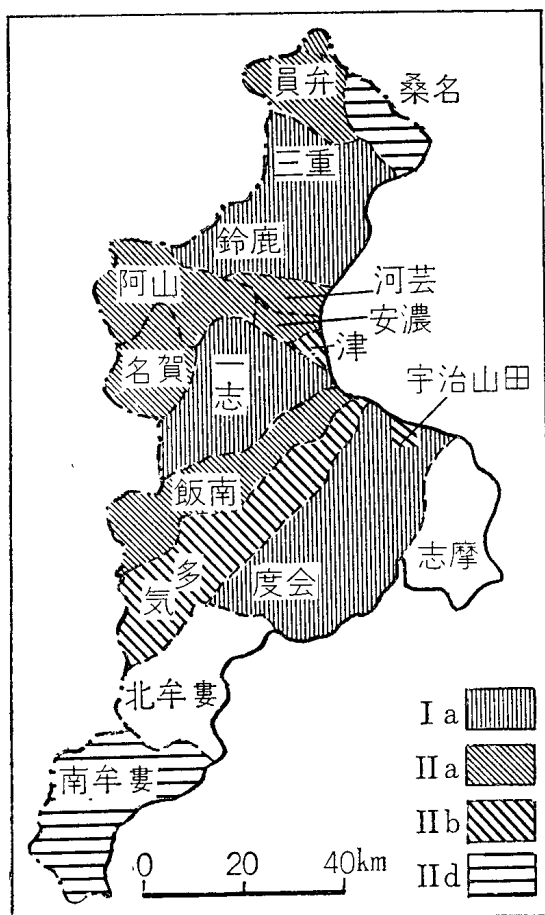 員弁
桑名
三重
鈴鹿
阿山
河芸
安濃
津
名賀
一志
宇治山田
飯南
志摩
多気
度会
北牟婁
南牟婁
Ia
IIa
IIb
IId
0 20 40km